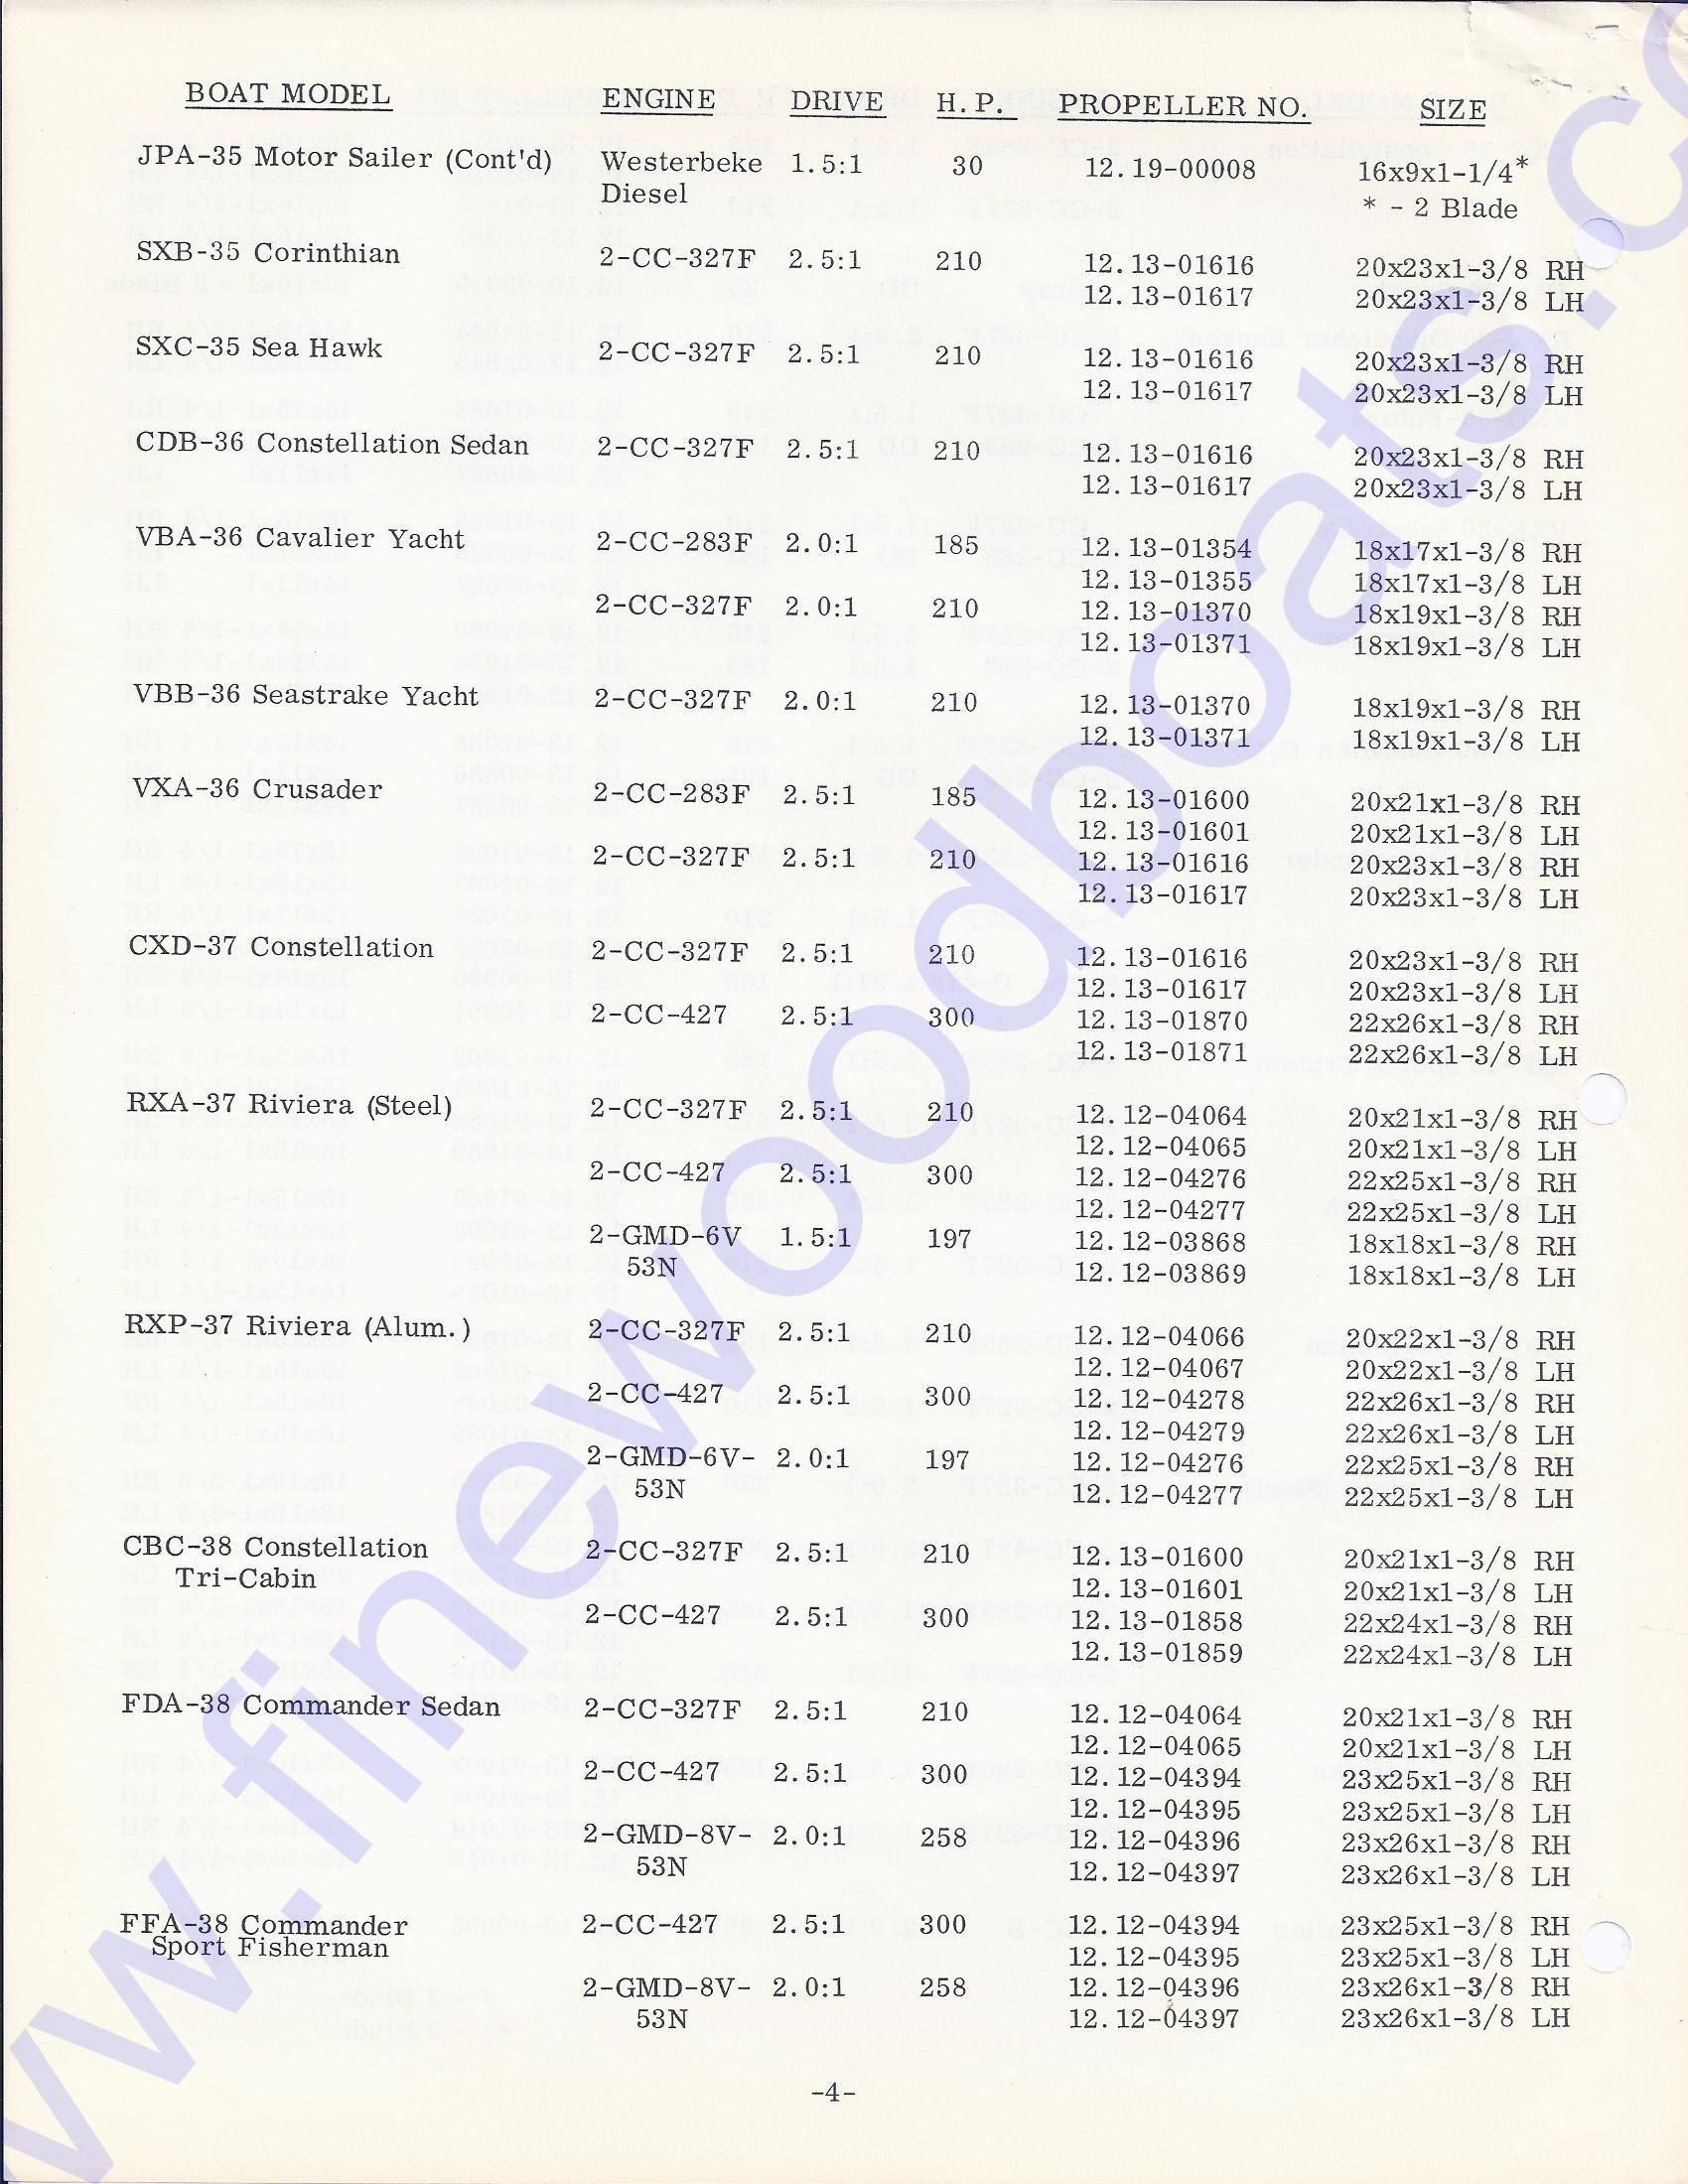 BOAT MODEL ENGINE DRIVE H.P. PROPELLER NO. SIZE
JPA-35 Motor Sailer (Cont'd) Westerbeke 1.5:1 30 12.19-00008 16x9x1-1/4*
Diesel * - 2 Blade
SXB-35 Corinthian 2-CC-327F 2.5:1 210 12.13-01616 20x23x1-3/8 RH
12.13-01617 20x23x1-3/8 LH
SXC-35 Sea Hawk 2-CC-327F 2.5:1 210 12.13-01616 20x23x1-3/8 RH
12.13-01617 20x23x1-3/8 LH
CDB-36 Constellation Sedan 2-CC-327F 2.5:1 210 12.13-01616 20x23x1-3/8 RH
12.13-01617 20x23x1-3/8 LH
VBA-36 Cavalier Yacht 2-CC-283F 2.0:1 185 12.13-01354 18x17x1-3/8 RH
12.13-01355 18x17x1-3/8 LH
2-CC-327F 2.0:1 210 12.13-01370 18x19x1-3/8 RH
12.13-01371 18x19x1-3/8 LH
VBB-36 Seastrake Yacht 2-CC-327F 2.0:1 210 12.13-01370 18x19x1-3/8 RH
12.13-01371 18x19x1-3/8 LH
VXA-36 Crusader 2-CC-283F 2.5:1 185 12.13-01600 20x21x1-3/8 RH
12.13-01601 20x21x1-3/8 LH
2-CC-327F 2.5:1 210 12.13-01616 20x23x1-3/8 RH
12.13-01617 20x23x1-3/8 LH
CXD-37 Constellation 2-CC-327F 2.5:1 210 12.13-01616 20x23x1-3/8 RH
12.13-01617 20x23x1-3/8 LH
2-CC-427 2.5:1 300 12.13-01870 22x26x1-3/8 RH
12.13-01871 22x26x1-3/8 LH
RXA-37 Riviera (Steel) 2-CC-327F 2.5:1 210 12.12-04064 20x21x1-3/8 RH
12.12-04065 20x21x1-3/8 LH
2-CC-427 2.5:1 300 12.12-04276 22x25x1-3/8 RH
12.12-04277 22x25x1-3/8 LH
2-GMD-6V 1.5:1 197 12.12-03868 18x18x1-3/8 RH
53N 12.12-03869 18x18x1-3/8 LH
RXP-37 Riviera (Alum.) 2-CC-327F 2.5:1 210 12.12-04066 20x22x1-3/8 RH
12.12-04067 20x22x1-3/8 LH
2-CC-427 2.5:1 300 12.12-04278 22x26x1-3/8 RH
12.12-04279 22x26x1-3/8 LH
2-GMD-6V- 2.0:1 197 12.12-04276 22x25x1-3/8 RH
53N 12.12-04277 22x25x1-3/8 LH
CBC-38 Constellation 2-CC-327F 2.5:1 210 12.13-01600 20x21x1-3/8 RH
Tri-Cabin 12.13-01601 20x21x1-3/8 LH
2-CC-427 2.5:1 300 12.13-01858 22x24x1-3/8 RH
12.13-01859 22x24x1-3/8 LH
FDA-38 Commander Sedan 2-CC-327F 2.5:1 210 12.12-04064 20x21x1-3/8 RH
12.12-04065 20x21x1-3/8 LH
2-CC-427 2.5:1 300 12.12-04394 23x25x1-3/8 RH
12.12-04395 23x25x1-3/8 LH
2-GMD-8V- 2.0:1 258 12.12-04396 23x26x1-3/8 RH
53N 12.12-04397 23x26x1-3/8 LH
FFA-38 Commander 2-CC-427 2.5:1 300 12.12-04394 23x25x1-3/8 RH
Sport Fisherman 12.12-04395 23x25x1-3/8 LH
2-GMD-8V- 2.0:1 258 12.12-04396 23x26x1-3/8 RH
53N 12.12-04397 23x26x1-3/8 LH
-4-
www.finewoodboats.co